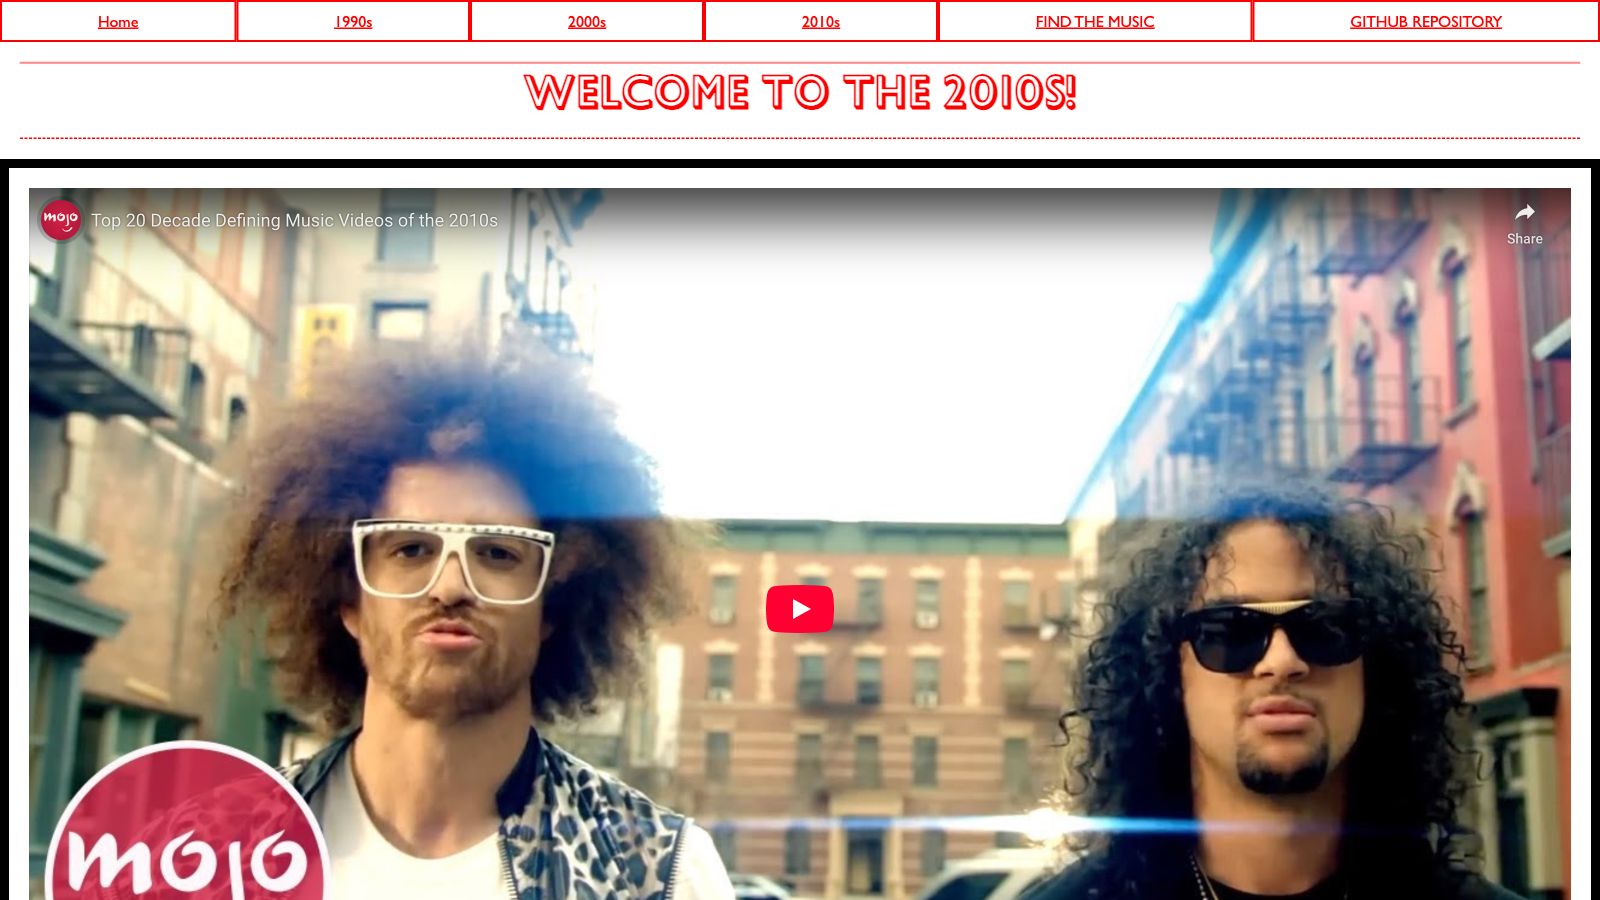 Home
1990s
2000s
2010s
FIND THE MUSIC
GITHUB REPOSITORY
WELCOME TO THE 2010S!
mojo
Top 20 Decade Defining Music Videos of the 2010s
Share
mojo